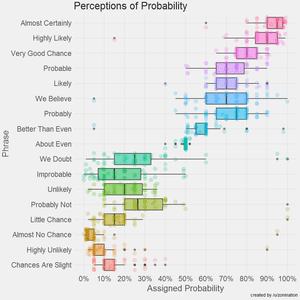 Perceptions of Probability
Phrase
Almost Certainly
Highly Likely
Very Good Chance
Probable
Likely
We Believe
Probably
Better Than Even
About Even
We Doubt
Improbable
Unlikely
Probably Not
Little Chance
Almost No Chance
Highly Unlikely
Chances Are Slight
0% 10% 20% 30% 40% 50% 60% 70% 80% 90% 100%
Assigned Probability
created by /u/zonination